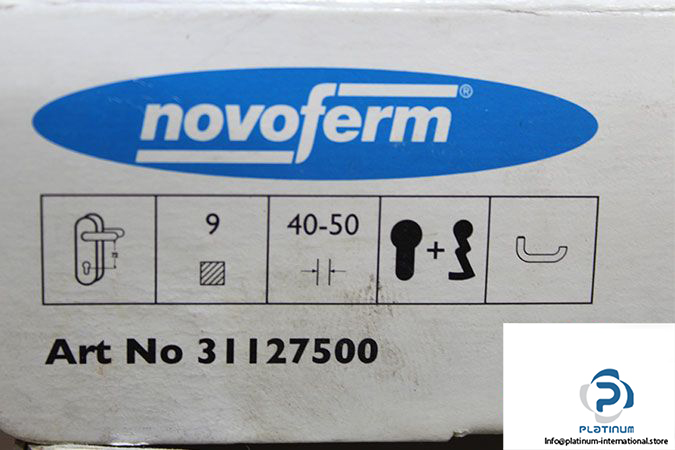 novoferm®
9
40-50
+
Art No 31127500
PLATINUM
Info@platinum-international.store